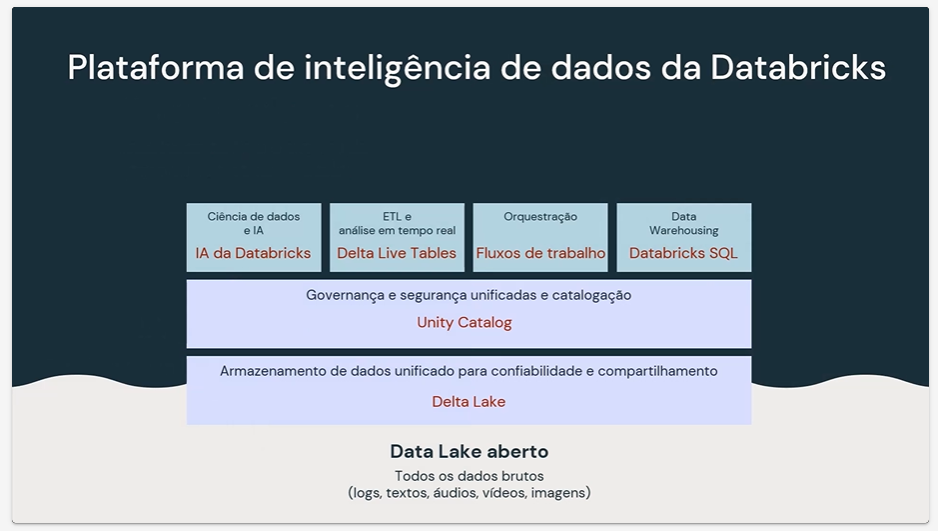 Plataforma de inteligência de dados da Databricks
Ciência de dados
e IA
IA da Databricks
ETL e
análise em tempo real
Delta Live Tables
Orquestração
Fluxos de trabalho
Data
Warehousing
Databricks SQL
Governança e segurança unificadas e catalogação
Unity Catalog
Armazenamento de dados unificado para confiabilidade e compartilhamento
Delta Lake
Data Lake aberto
Todos os dados brutos
(logs, textos, áudios, vídeos, imagens)